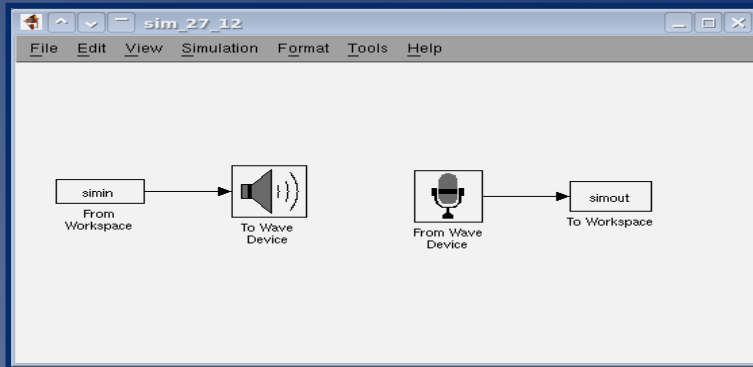 sim_27_12
File Edit View Simulation Format Tools Help
simin
From
Workspace
To Wave
Device
From Wave
Device
simout
To Workspace